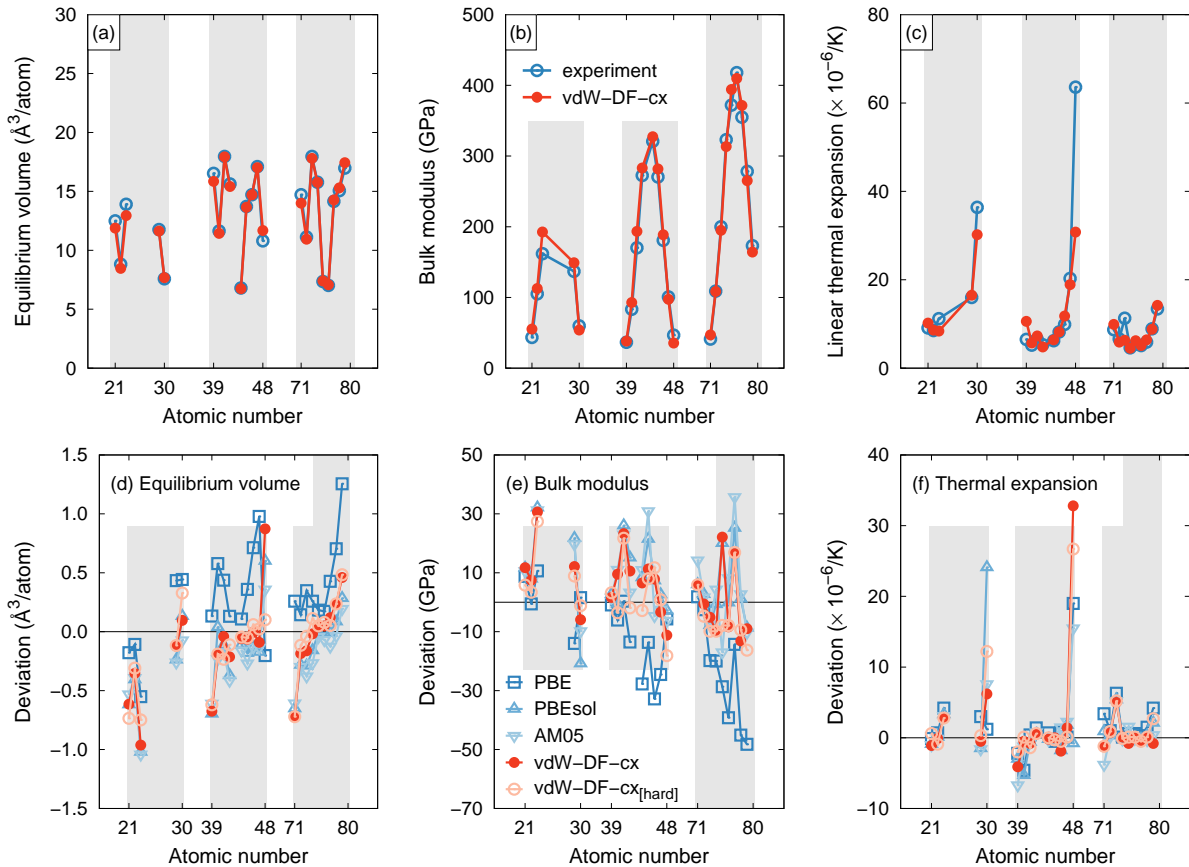 (a)
30
25
20
15
10
5
0
21
30
39
48
71
80
Equilibrium volume (Å³/atom)
Atomic number
(b)
experiment
vdW−DF−cx
500
400
300
200
100
0
21
30
39
48
71
80
Bulk modulus (GPa)
Atomic number
(c)
80
60
40
20
0
21
30
39
48
71
80
Linear thermal expansion (× 10⁻⁶/K)
Atomic number
(d) Equilibrium volume
1.5
1.0
0.5
0.0
−0.5
−1.0
−1.5
21
30
39
48
71
80
Deviation (Å³/atom)
Atomic number
(e) Bulk modulus
50
30
10
−10
−30
−50
−70
PBE
PBEsol
AM05
vdW−DF−cx
vdW−DF−cx[hard]
21
30
39
48
71
80
Deviation (GPa)
Atomic number
(f) Thermal expansion
40
30
20
10
0
−10
21
30
39
48
71
80
Deviation (× 10⁻⁶/K)
Atomic number